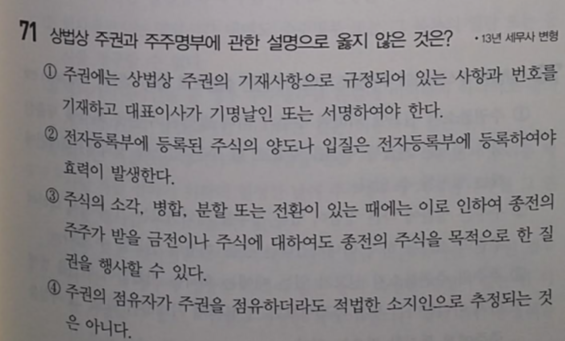 71 상법상 주권과 주주명부에 관한 설명으로 옳지 않은 것은? • 13년 세무사 변형
① 주권에는 상법상 주권의 기재사항으로 규정되어 있는 사항과 번호를
기재하고 대표이사가 기명날인 또는 서명하여야 한다.
② 전자등록부에 등록된 주식의 양도나 입질은 전자등록부에 등록하여야
효력이 발생한다.
③ 주식의 소각, 병합, 분할 또는 전환이 있는 때에는 이로 인하여 종전의
주주가 받을 금전이나 주식에 대하여도 종전의 주식을 목적으로 한 질
권을 행사할 수 있다.
④ 주권의 점유자가 주권을 점유하더라도 적법한 소지인으로 추정되는 것
은 아니다.